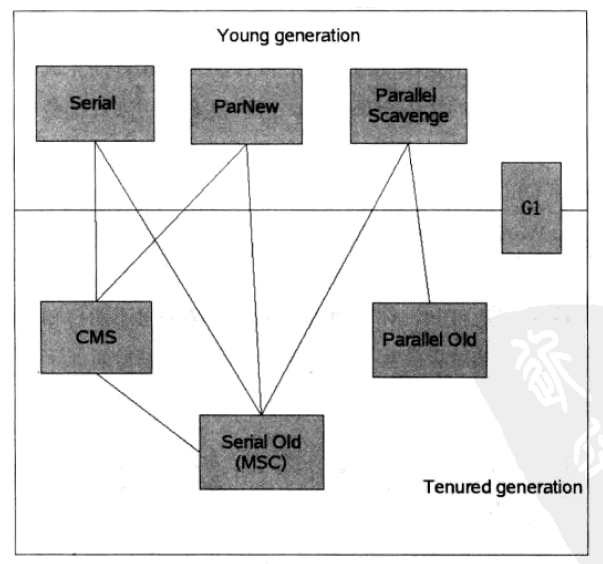 Young generation
Serial
ParNew
Parallel
Scavenge
G1
CMS
Parallel Old
Serial Old
(MSC)
Tenured generation